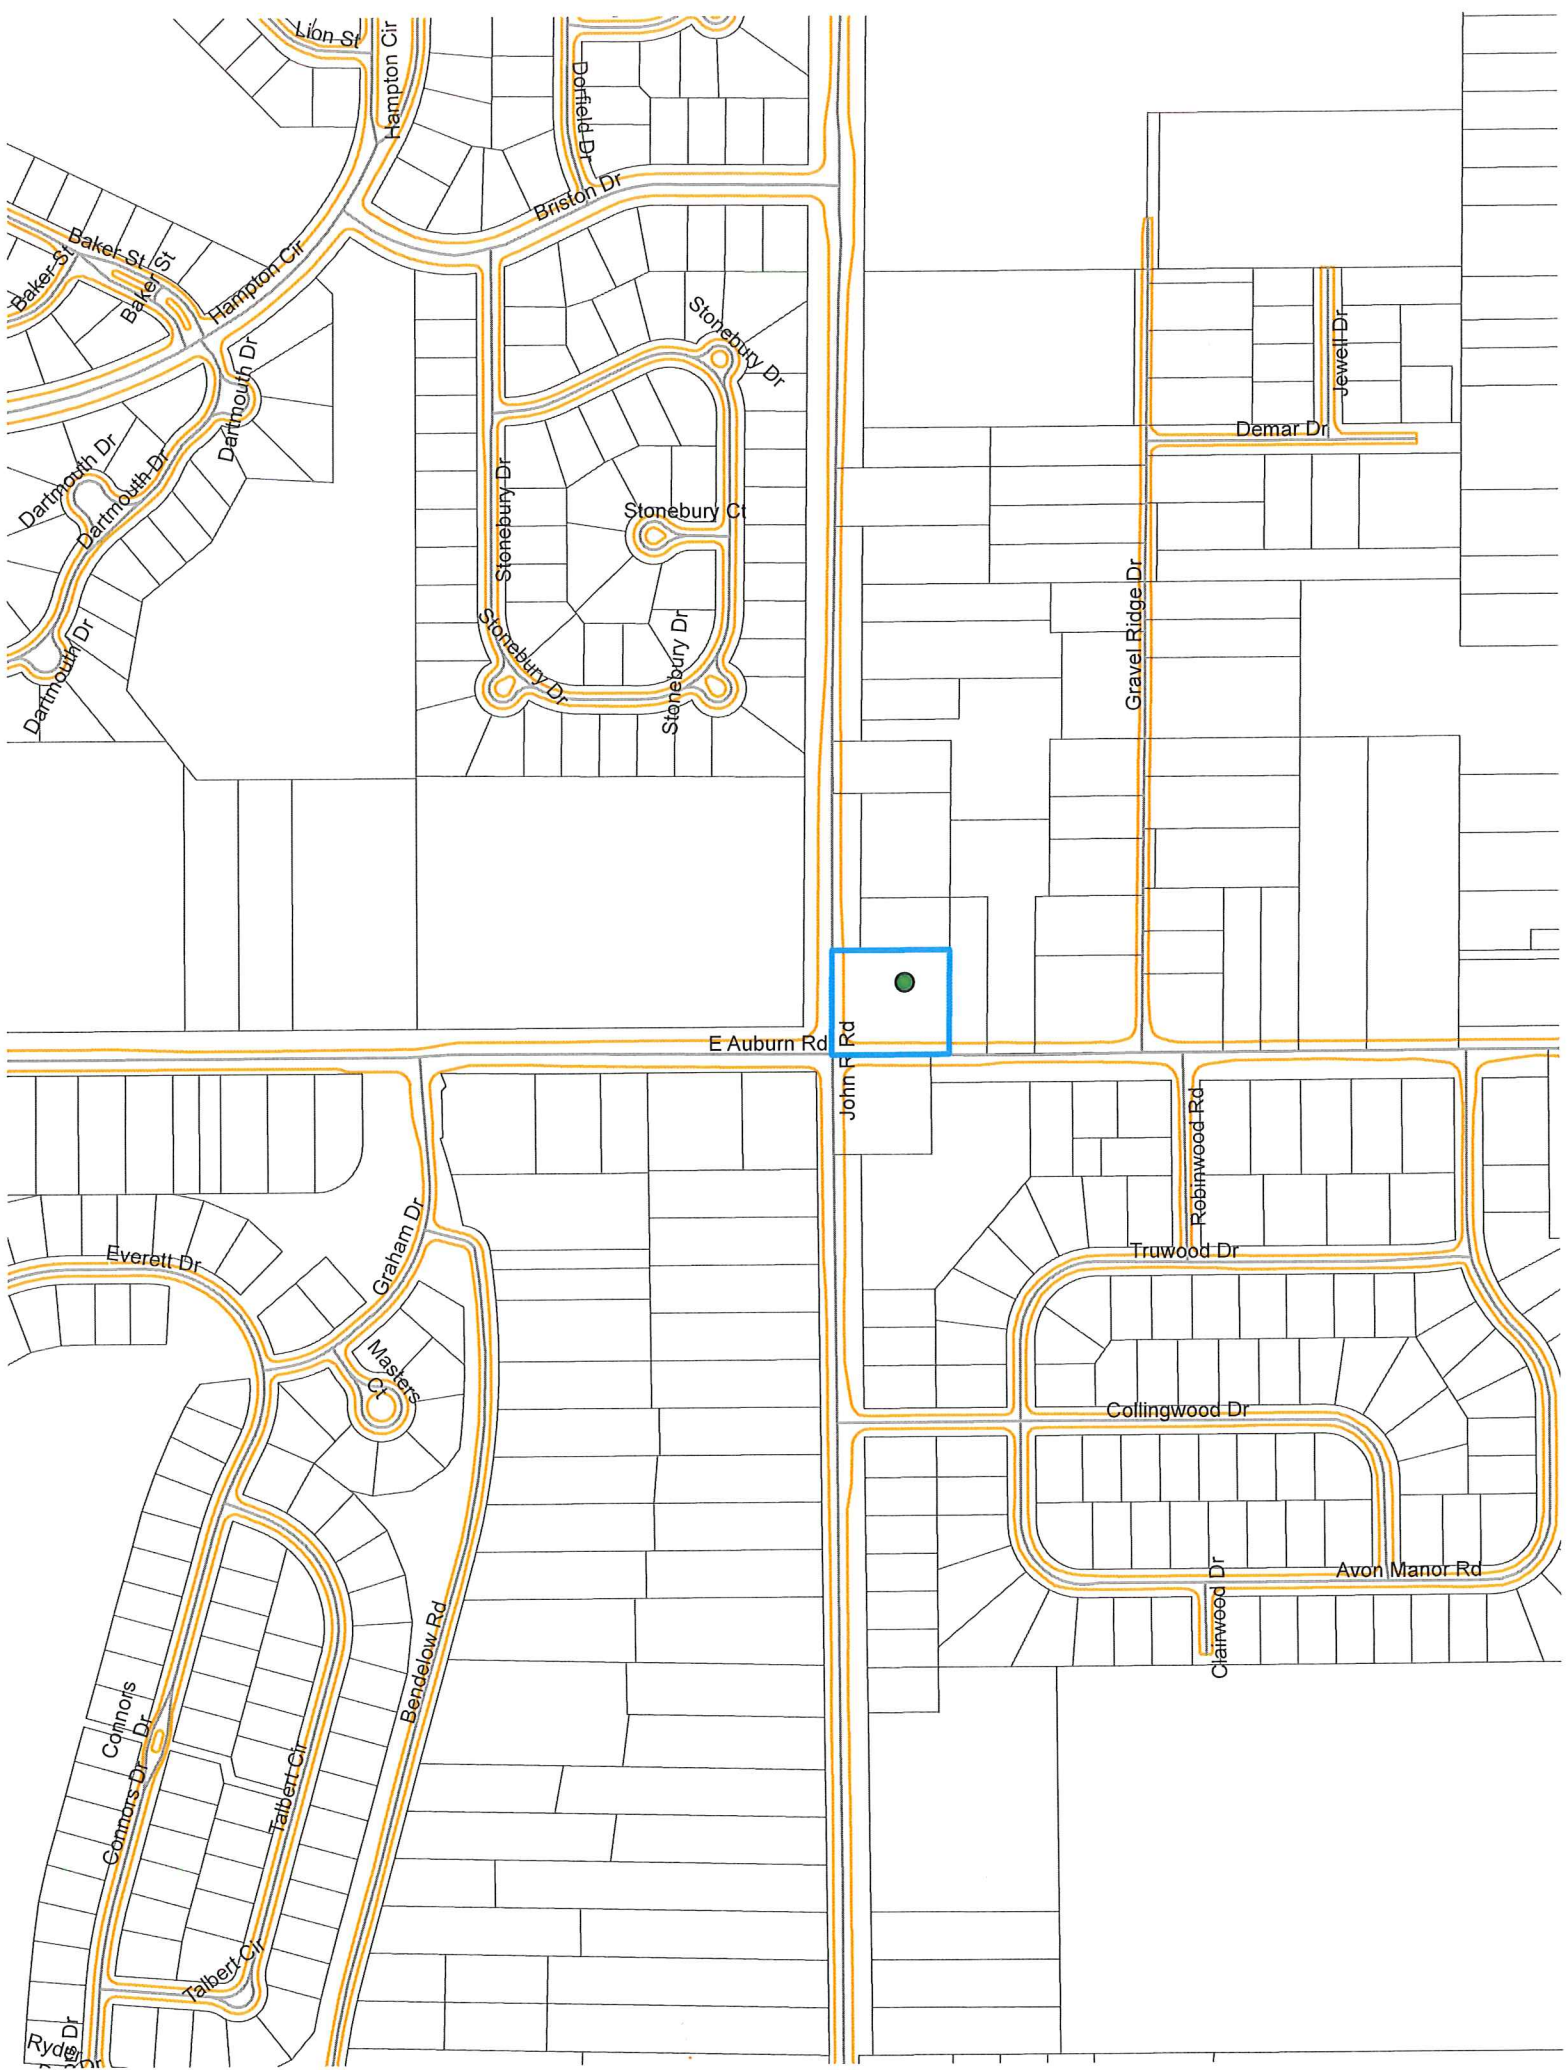 Lion St
Hampton Cir
Dorfield Dr
Briston Dr
Baker St
Baker St
Baker St
Hampton Cir
Dartmouth Dr
Stonebury Dr
Jewell Dr
Demar Dr
Dartmouth Dr
Dartmouth Dr
Stonebury Dr
Stonebury Ct
Gravel Ridge Dr
Dartmouth Dr
Stonebury Dr
Stonebury Dr
E Auburn Rd
John R Rd
Robinwood Rd
Graham Dr
Everett Dr
Truwood Dr
Masters
Ct
Collingwood Dr
Avon Manor Rd
Clairwood Dr
Bendelow Rd
Connors
Dr
Connors Dr
Talbert Cir
Talbert Cir
Dr